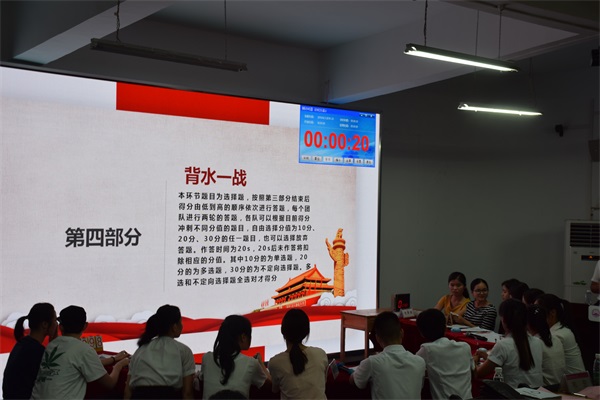 00:00:20
背水一战
第四部分
本环节题目为选择题，按照第三部分结束后
得分由低到高的顺序依次进行答题，每个团
队进行两轮的答题，各队可以根据目前得分
冲刺不同分值的题目，自由选择分值为10分、
20分、30分的任一题目，也可以选择放弃
答题。作答时间为20s，20s后未作答将扣
除相应的分值。其中10分的为单选题，20
分的为多选题，30分的为不定向选择题。多
选和不定向选择题全选对才得分